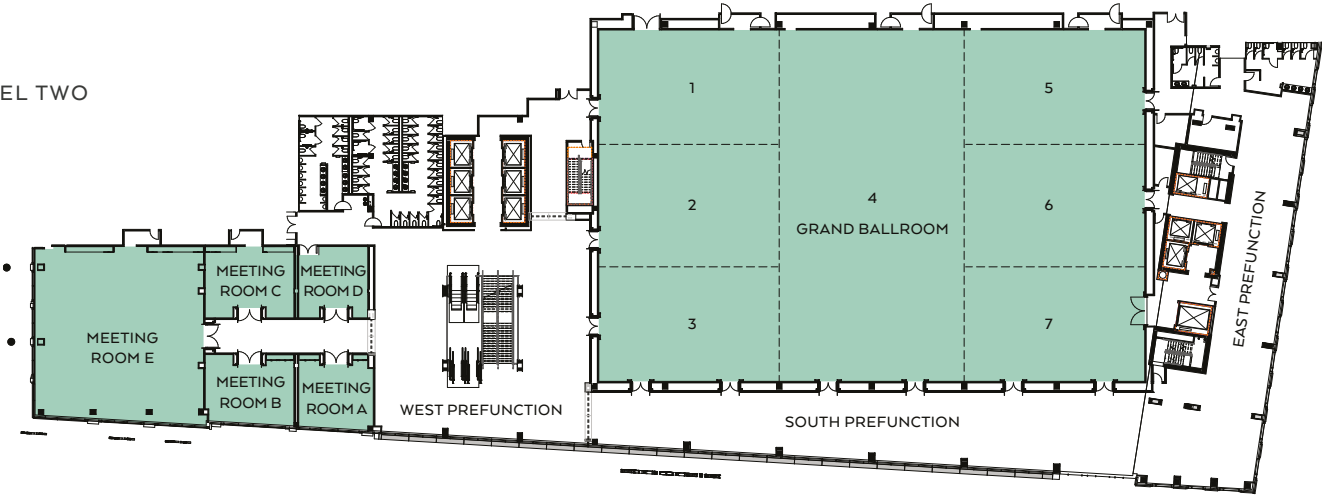 EL TWO
1
5
2
4
6
GRAND BALLROOM
3
7
MEETING
ROOM C
MEETING
ROOM D
MEETING
ROOM E
MEETING
ROOM B
MEETING
ROOM A
WEST PREFUNCTION
SOUTH PREFUNCTION
EAST PREFUNCTION